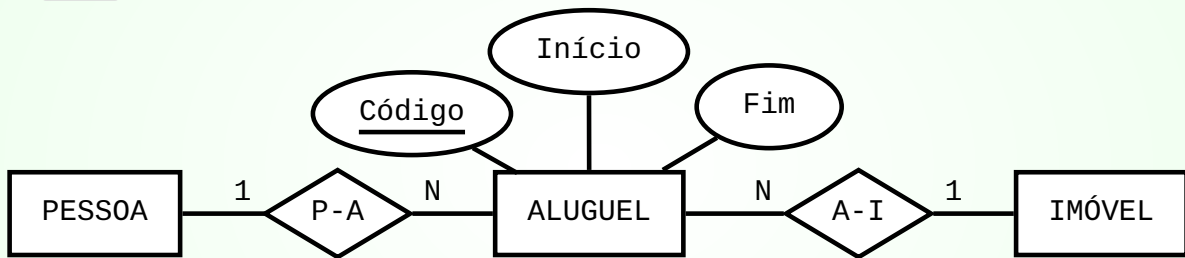 Início
Código
Fim
PESSOA 1 P-A N ALUGUEL N A-I 1 IMÓVEL